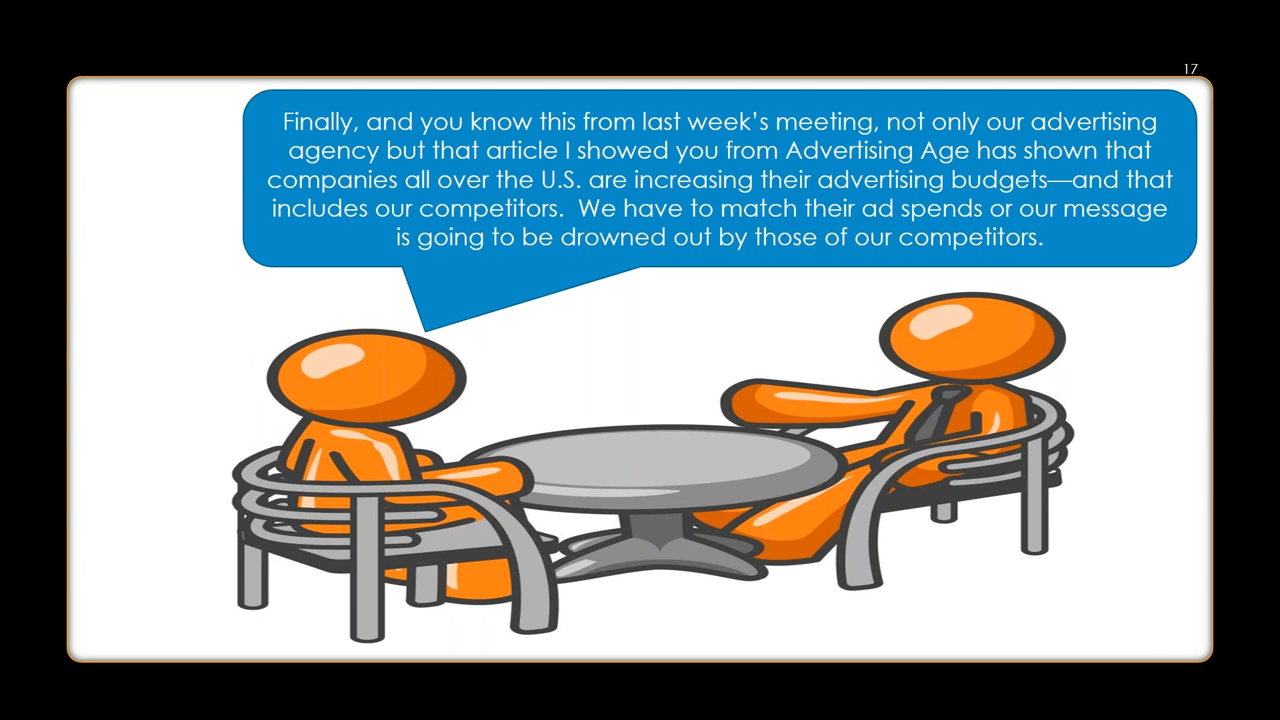 17
Finally, and you know this from last week’s meeting, not only our advertising
agency but that article I showed you from Advertising Age has shown that
companies all over the U.S. are increasing their advertising budgets—and that
includes our competitors.  We have to match their ad spends or our message
is going to be drowned out by those of our competitors.